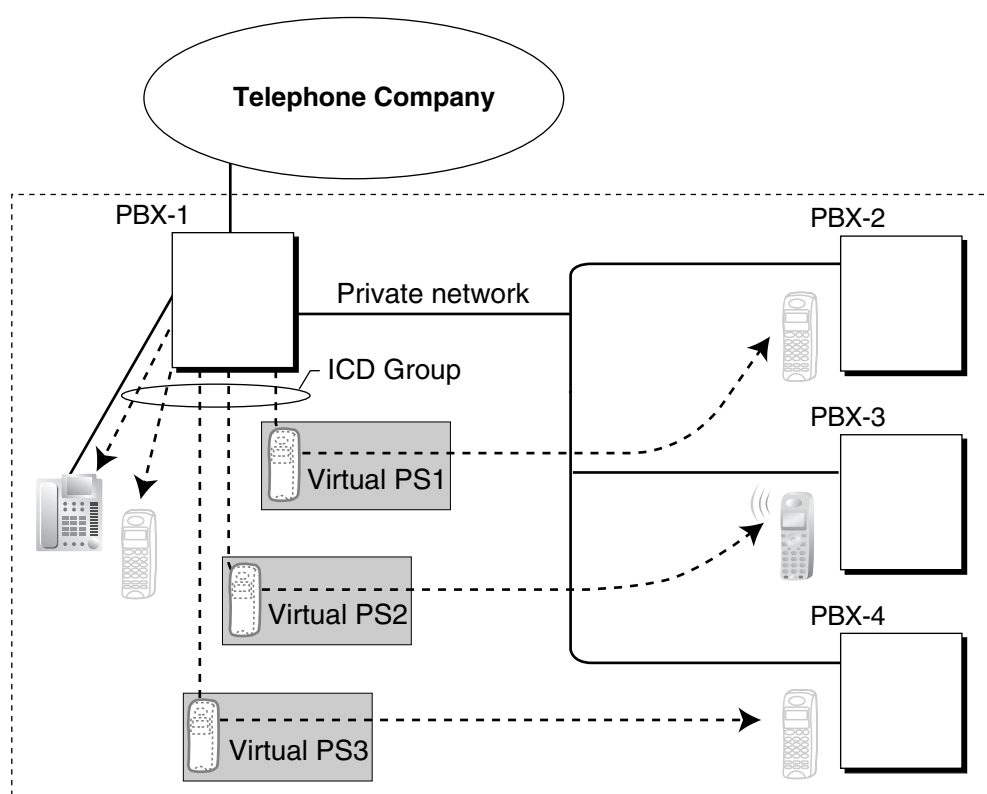 Telephone Company
PBX-1
PBX-2
Private network
ICD Group
PBX-3
Virtual PS1
Virtual PS2
PBX-4
Virtual PS3